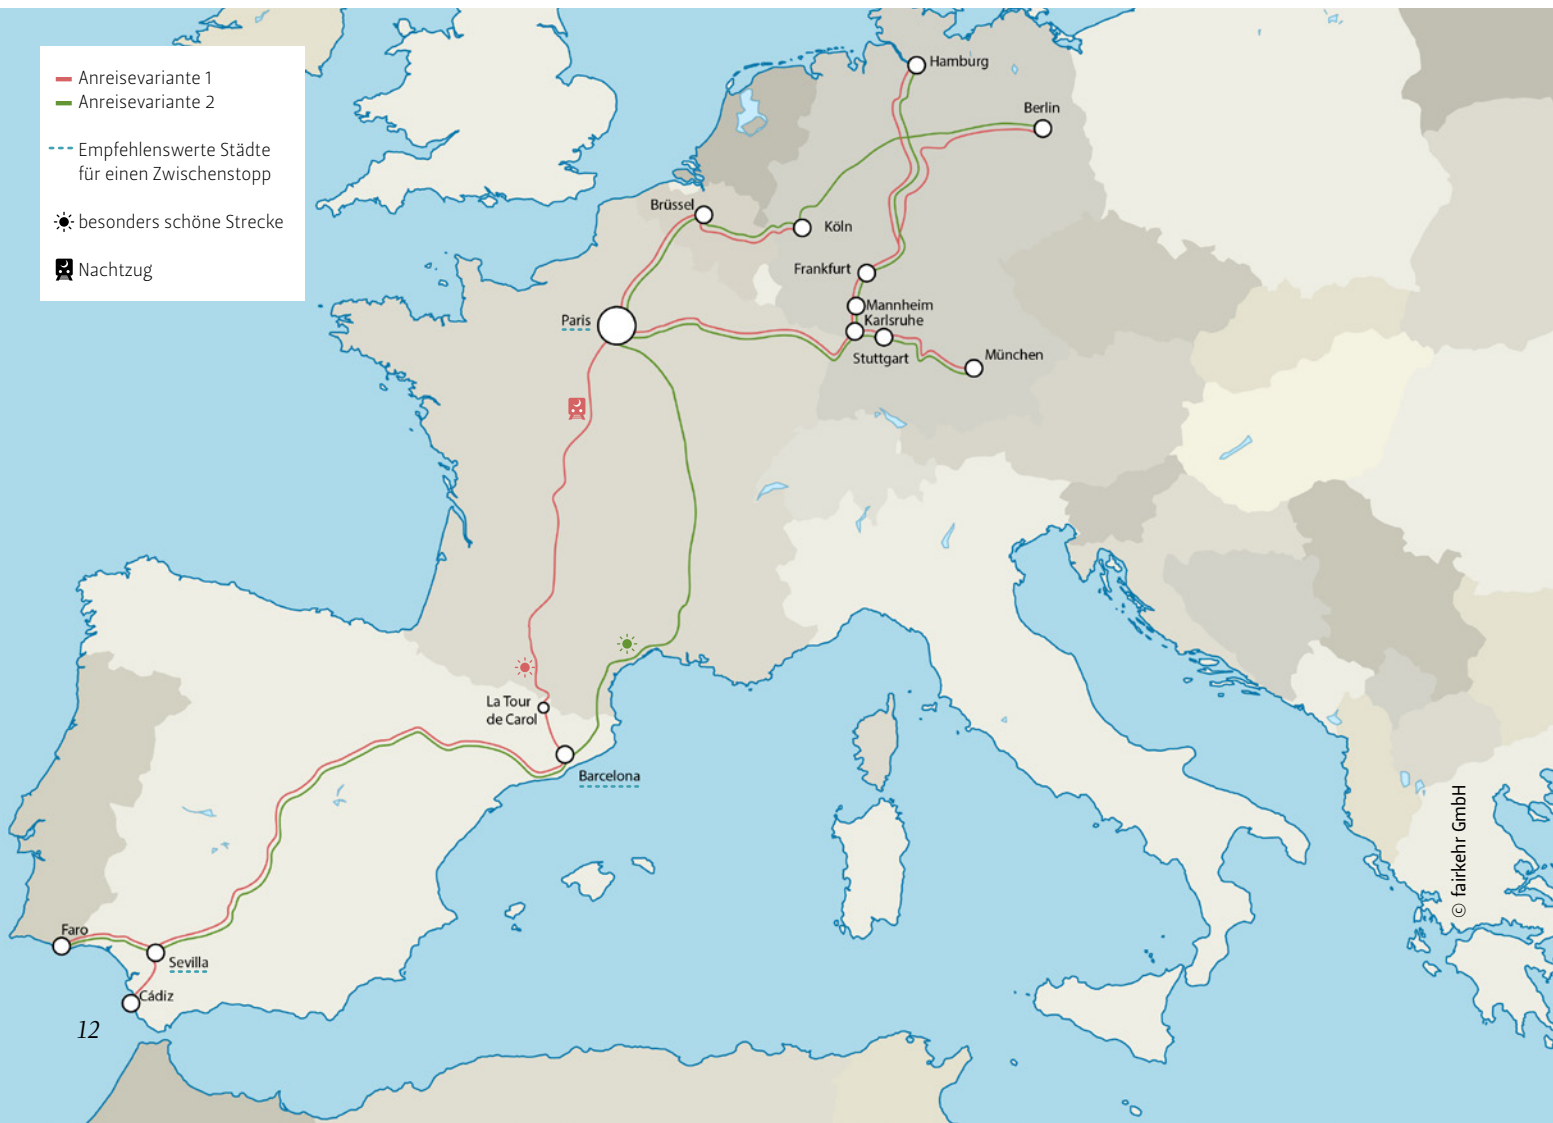 Anreisevariante 1
Anreisevariante 2
Empfehlenswerte Städte
für einen Zwischenstopp
besonders schöne Strecke
Nachtzug
Hamburg
Berlin
Brüssel
Köln
Frankfurt
Mannheim
Karlsruhe
Paris
Stuttgart
München
La Tour
de Carol
Barcelona
Faro
Sevilla
Cádiz
12
© fairkehr GmbH